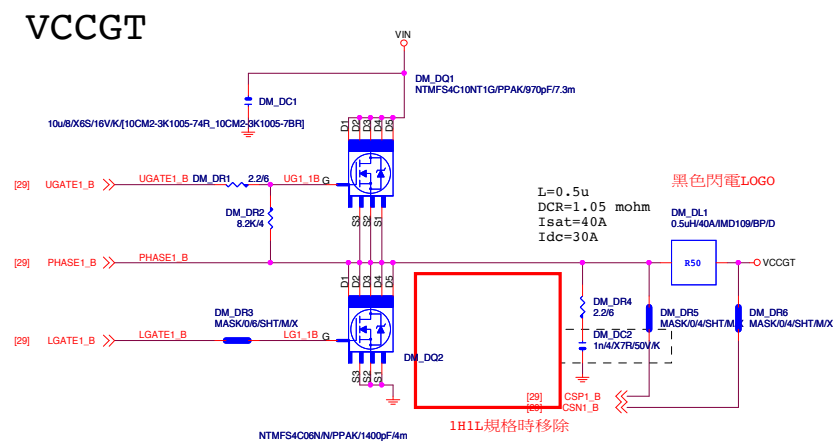 VCCGT
VIN
DM_DQ1
NTMFS4C10NT1G/PPAK/970pF/7.3m
DM_DC1
10u/8/X6S/16V/K/[10CM2-3K1005-74R_10CM2-3K1005-7BR]
D1 D2 D3 D4 D5
[29] UGATE1_B UGATE1_B DM_DR1 2.2/6 UG1_1B G
黑色閃電LOGO
L=0.5u
DCR=1.05 mohm
Isat=40A
Idc=30A
DM_DR2
8.2K/4
S3 S2 S1
DM_DL1
0.5uH/40A/IMD109/BP/D
[29] PHASE1_B PHASE1_B
R50
VCCGT
D1 D2 D3 D4 D5
DM_DR3
MASK/0/6/SHT/M/X
DM_DR4
2.2/6
DM_DR5
MASK/0/4/SHT/M/X
DM_DR6
MASK/0/4/SHT/M/X
[29] LGATE1_B LGATE1_B LG1_1B G
DM_DC2
1n/4/X7R/50V/K
DM_DQ2
S3 S2 S1
[29] CSP1_B
[29] CSN1_B
1H1L規格時移除
NTMFS4C06N/N/PPAK/1400pF/4m